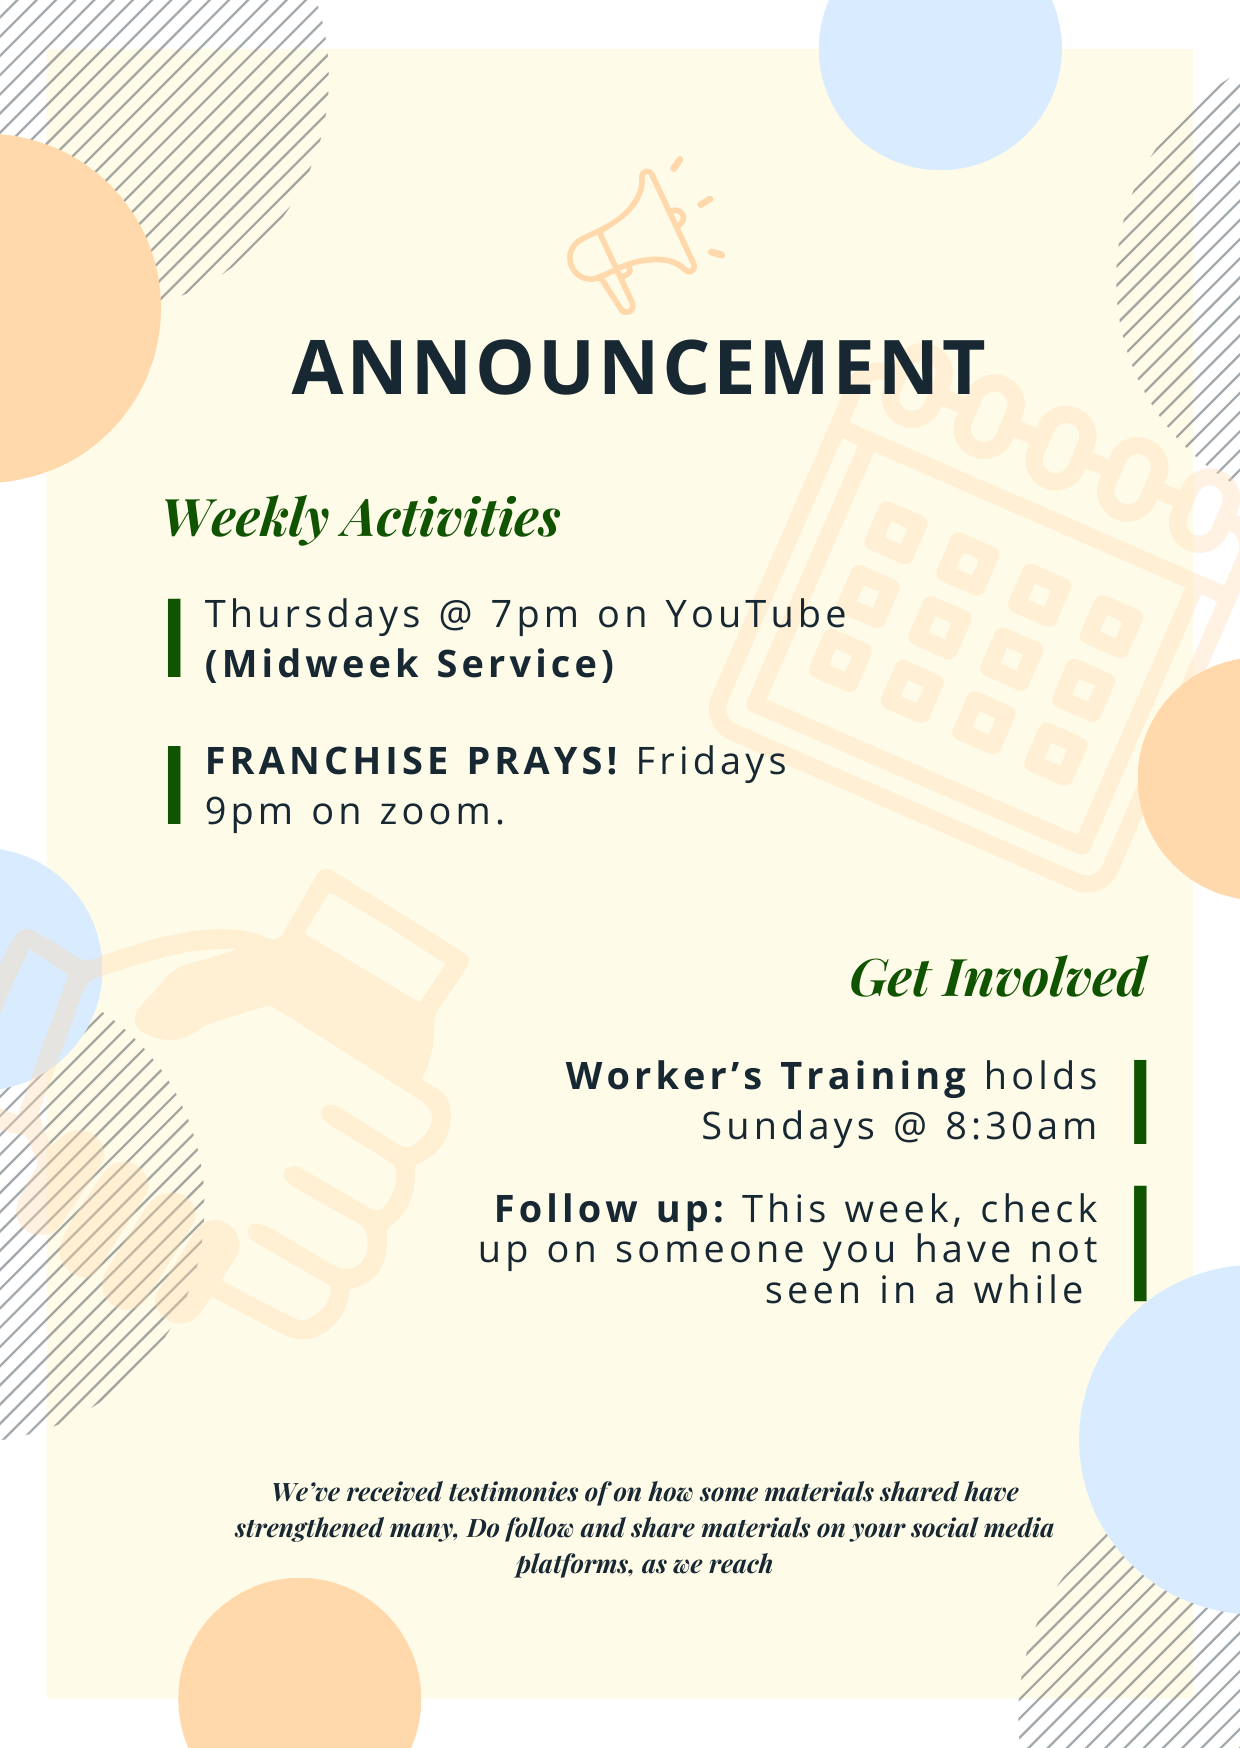 ANNOUNCEMENT
Weekly Activities
Thursdays @ 7pm on YouTube
(Midweek Service)
FRANCHISE PRAYS! Fridays
9pm on zoom.
Get Involved
Worker’s Training holds
Sundays @ 8:30am
Follow up: This week, check
up on someone you have not
seen in a while
We’ve received testimonies of on how some materials shared have
strengthened many, Do follow and share materials on your social media
platforms, as we reach